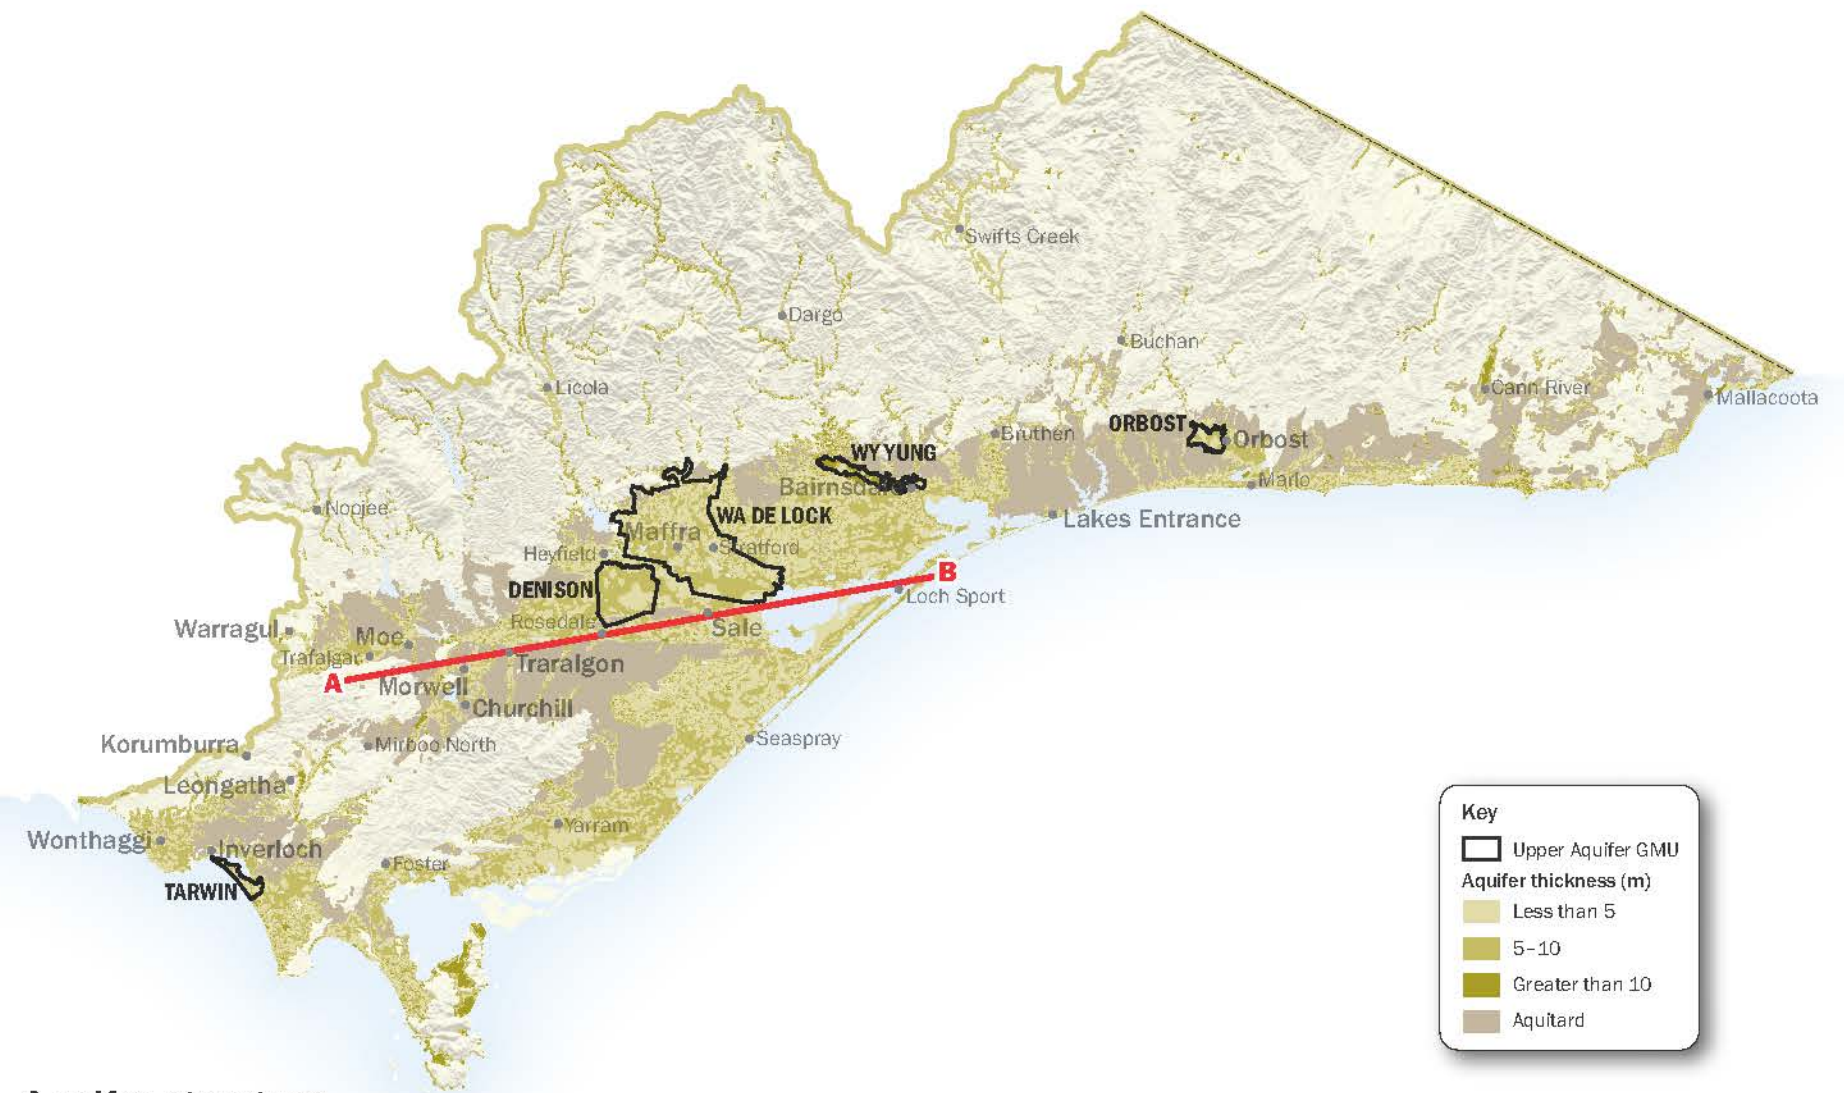 Swifts Creek
Dargo
Buchan
Licola
Cann River
Mallacoota
ORBOST
Orbost
Bruthen
WY YUNG
Bairnsdale
Marlo
Noojee
WA DE LOCK
Lakes Entrance
Maffra
Stratford
Heyfield
DENISON
B
Loch Sport
Rosedale
Sale
Warragul
Moe
Trafalgar
Traralgon
A
Morwell
Churchill
Korumburra
Mirboo North
Seaspray
Leongatha
Yarram
Wonthaggi
Inverloch
Foster
TARWIN
Key
Upper Aquifer GMU
Aquifer thickness (m)
Less than 5
5–10
Greater than 10
Aquitard